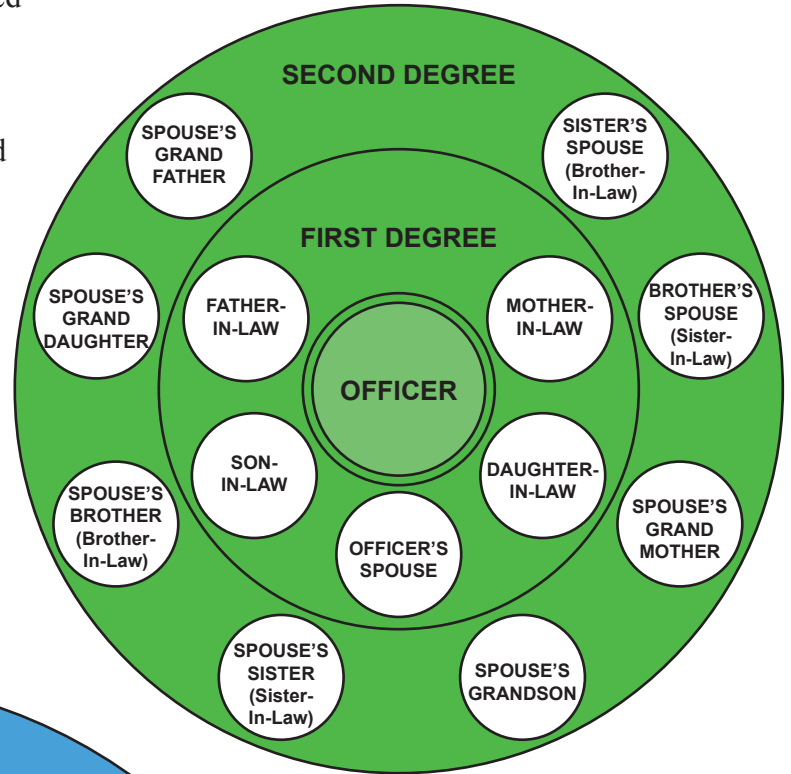 ed
d
SECOND DEGREE
SPOUSE'S
GRAND
FATHER
SISTER'S
SPOUSE
(Brother-
In-Law)
FIRST DEGREE
SPOUSE'S
GRAND
DAUGHTER
FATHER-
IN-LAW
MOTHER-
IN-LAW
BROTHER'S
SPOUSE
(Sister-
In-Law)
OFFICER
SON-
IN-LAW
DAUGHTER-
IN-LAW
SPOUSE'S
BROTHER
(Brother-
In-Law)
OFFICER'S
SPOUSE
SPOUSE'S
GRAND
MOTHER
SPOUSE'S
SISTER
(Sister-
In-Law)
SPOUSE'S
GRANDSON